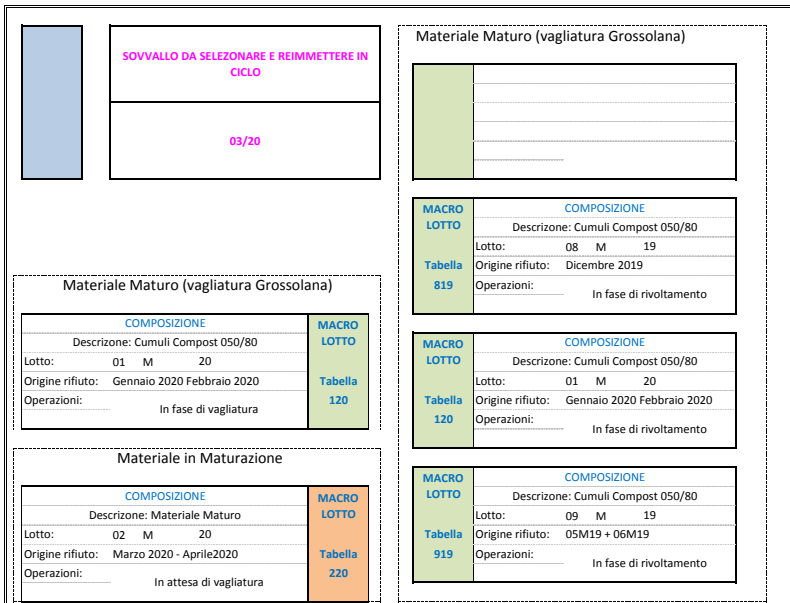 SOVVALLO DA SELEZONARE E REIMMETTERE IN
CICLO
03/20
Materiale Maturo (vagliatura Grossolana)
COMPOSIZIONE
MACRO
LOTTO
Descrizone: Cumuli Compost 050/80
Lotto: 01 M 20
Origine rifiuto: Gennaio 2020 Febbraio 2020
Tabella
Operazioni:
120
In fase di vagliatura
Materiale in Maturazione
COMPOSIZIONE
MACRO
LOTTO
Descrizone: Materiale Maturo
Lotto: 02 M 20
Origine rifiuto: Marzo 2020 - Aprile2020
Tabella
Operazioni:
220
In attesa di vagliatura
Materiale Maturo (vagliatura Grossolana)
MACRO
LOTTO
COMPOSIZIONE
Descrizone: Cumuli Compost 050/80
Lotto: 08 M 19
Tabella
Origine rifiuto: Dicembre 2019
819
Operazioni:
In fase di rivoltamento
MACRO
LOTTO
COMPOSIZIONE
Descrizone: Cumuli Compost 050/80
Lotto: 01 M 20
Tabella
Origine rifiuto: Gennaio 2020 Febbraio 2020
120
Operazioni:
In fase di rivoltamento
MACRO
LOTTO
COMPOSIZIONE
Descrizone: Cumuli Compost 050/80
Lotto: 09 M 19
Tabella
Origine rifiuto: 05M19 + 06M19
919
Operazioni:
In fase di rivoltamento